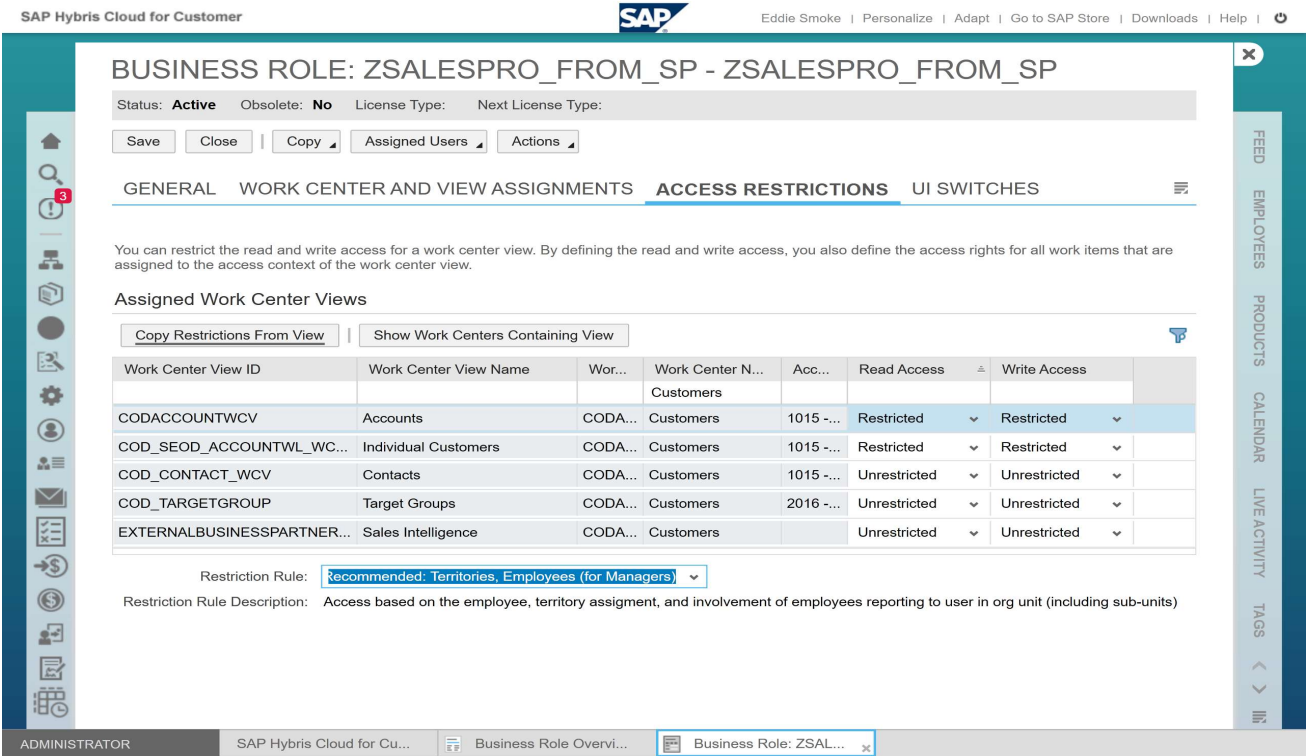 SAP Hybris Cloud for Customer
SAP
Eddie Smoke | Personalize | Adapt | Go to SAP Store | Downloads | Help |
BUSINESS ROLE: ZSALESPRO_FROM_SP - ZSALESPRO_FROM_SP
Status: Active Obsolete: No License Type: Next License Type:
Save Close | Copy Assigned Users Actions
GENERAL WORK CENTER AND VIEW ASSIGNMENTS ACCESS RESTRICTIONS UI SWITCHES
3
You can restrict the read and write access for a work center view. By defining the read and write access, you also define the access rights for all work items that are
assigned to the access context of the work center view.
Assigned Work Center Views
Copy Restrictions From View | Show Work Centers Containing View
Work Center View ID Work Center View Name Wor... Work Center N... Acc... Read Access Write Access
Customers
CODACCOUNTWCV Accounts CODA... Customers 1015 -... Restricted Restricted
COD_SEOD_ACCOUNTWL_WC... Individual Customers CODA... Customers 1015 -... Restricted Restricted
COD_CONTACT_WCV Contacts CODA... Customers 1015 -... Unrestricted Unrestricted
COD_TARGETGROUP Target Groups CODA... Customers 2016 -... Unrestricted Unrestricted
EXTERNALBUSINESSPARTNER... Sales Intelligence CODA... Customers Unrestricted Unrestricted
Restriction Rule: Recommended: Territories, Employees (for Managers)
Restriction Rule Description: Access based on the employee, territory assigment, and involvement of employees reporting to user in org unit (including sub-units)
FEED
EMPLOYEES
PRODUCTS
CALENDAR
LIVE ACTIVITY
TAGS
ADMINISTRATOR SAP Hybris Cloud for Cu... Business Role Overvi... Business Role: ZSAL...